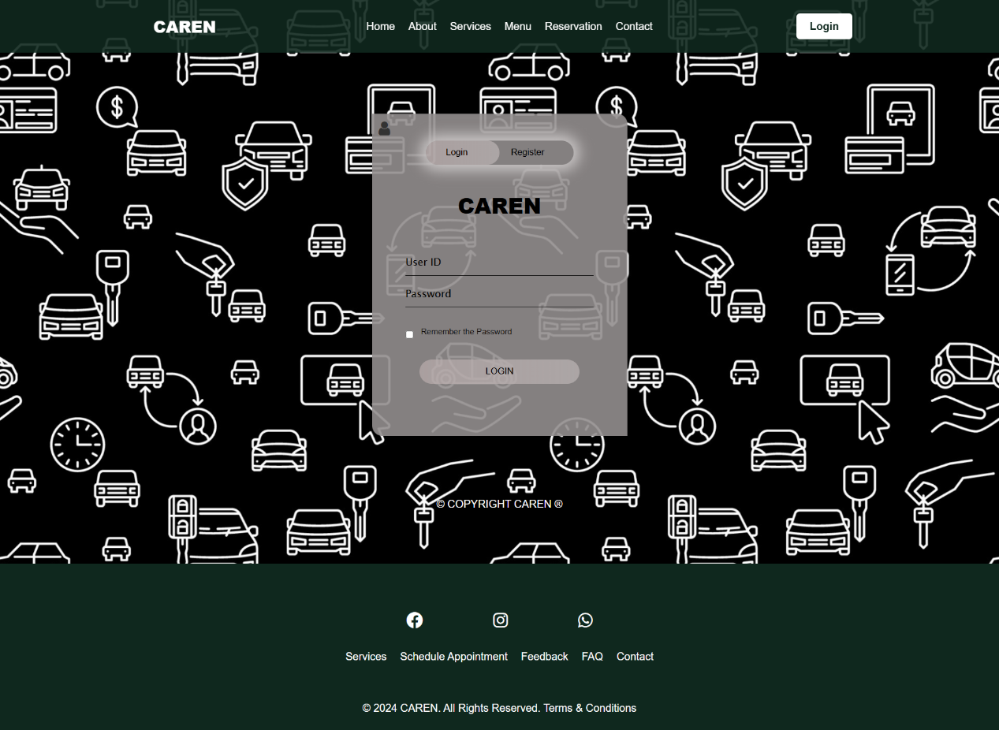 CAREN
Home About Services Menu Reservation Contact
Login
Login Register
CAREN
User ID
Password
Remember the Password
LOGIN
© COPYRIGHT CAREN ®
Services Schedule Appointment Feedback FAQ Contact
© 2024 CAREN. All Rights Reserved. Terms & Conditions